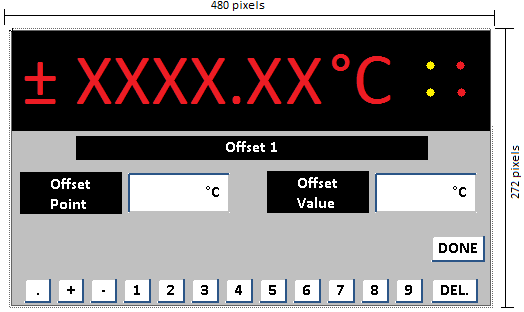 480 pixels
± XXXX.XX°C
Offset 1
Offset
Point
°C
Offset
Value
°C
272 pixels
DONE
. + - 1 2 3 4 5 6 7 8 9 DEL.